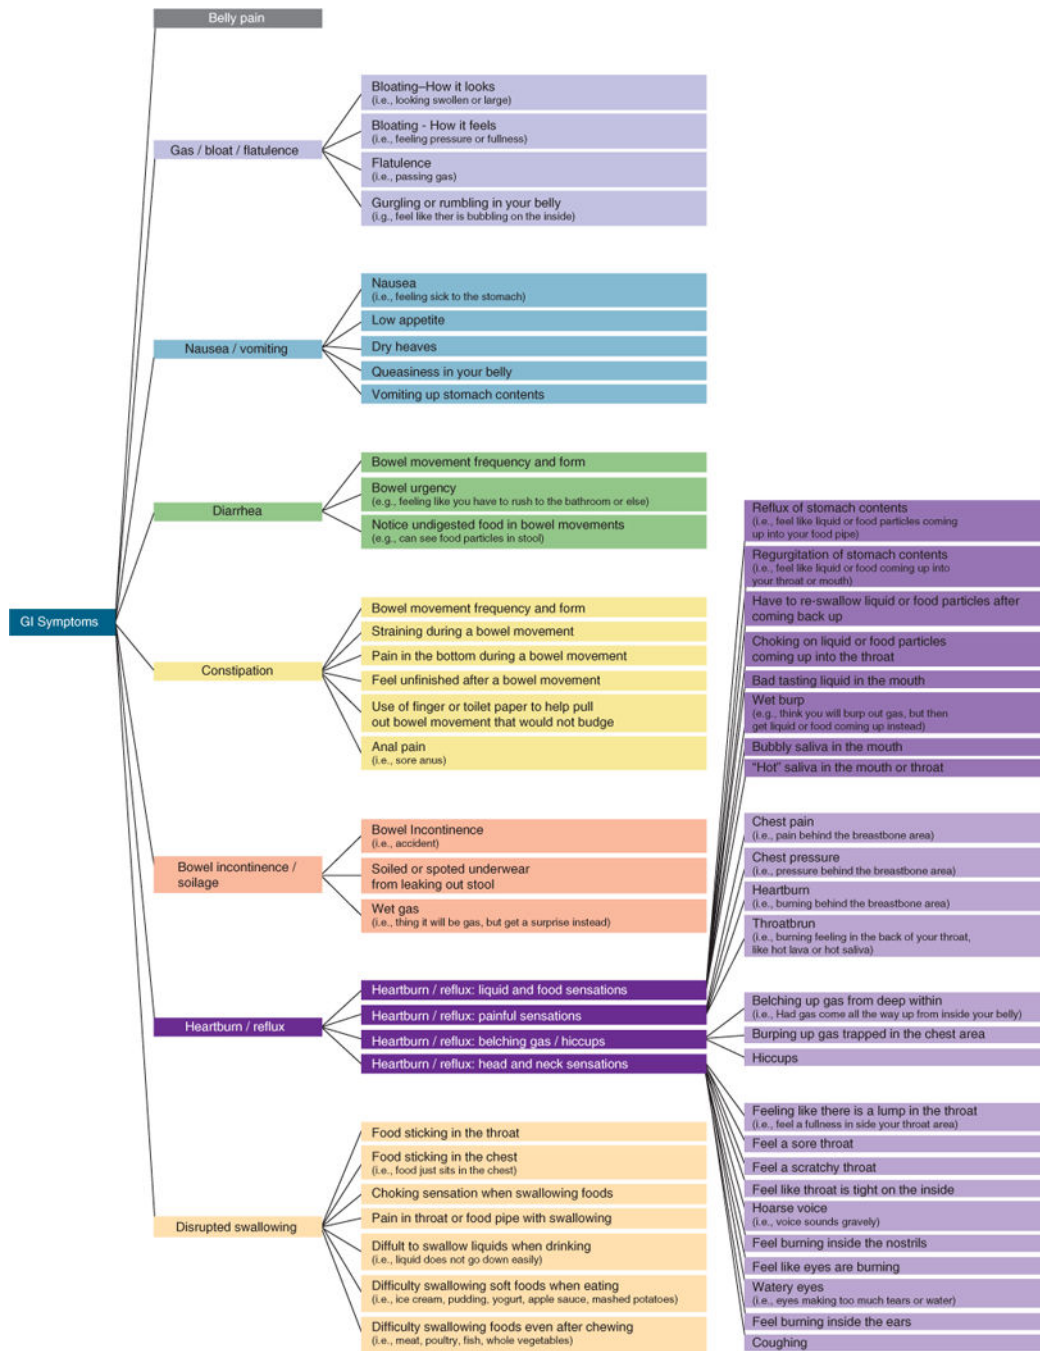 GI Symptoms
Belly pain
Gas / bloat / flatulence
Bloating–How it looks
(i.e., looking swollen or large)
Bloating - How it feels
(i.e., feeling pressure or fullness)
Flatulence
(i.e., passing gas)
Gurgling or rumbling in your belly
(i.g., feel like ther is bubbling on the inside)
Nausea / vomiting
Nausea
(i.e., feeling sick to the stomach)
Low appetite
Dry heaves
Queasiness in your belly
Vomiting up stomach contents
Diarrhea
Bowel movement frequency and form
Bowel urgency
(e.g., feeling like you have to rush to the bathroom or else)
Notice undigested food in bowel movements
(e.g., can see food particles in stool)
Constipation
Bowel movement frequency and form
Straining during a bowel movement
Pain in the bottom during a bowel movement
Feel unfinished after a bowel movement
Use of finger or toilet paper to help pull
out bowel movement that would not budge
Anal pain
(i.e., sore anus)
Bowel incontinence /
soilage
Bowel Incontinence
(i.e., accident)
Soiled or spotted underwear
from leaking out stool
Wet gas
(i.e., thing it will be gas, but get a surprise instead)
Heartburn / reflux
Heartburn / reflux: liquid and food sensations
Heartburn / reflux: painful sensations
Heartburn / reflux: belching gas / hiccups
Heartburn / reflux: head and neck sensations
Reflux of stomach contents
(i.e., feel like liquid or food particles coming
up into your food pipe)
Regurgitation of stomach contents
(i.e., feel like liquid or food coming up into
your throat or mouth)
Have to re-swallow liquid or food particles after
coming back up
Choking on liquid or food particles
coming up into the throat
Bad tasting liquid in the mouth
Wet burp
(e.g., think you will burp out gas, but then
get liquid or food coming up instead)
Bubbly saliva in the mouth
“Hot” saliva in the mouth or throat
Chest pain
(i.e., pain behind the breastbone area)
Chest pressure
(i.e., pressure behind the breastbone area)
Heartburn
(i.e., burning behind the breastbone area)
Throatbrun
(i.e., burning feeling in the back of your throat,
like hot lava or hot saliva)
Belching up gas from deep within
(i.e., Had gas come all the way up from inside your belly)
Burping up gas trapped in the chest area
Hiccups
Feeling like there is a lump in the throat
(i.e., feel a fullness in side your throat area)
Feel a sore throat
Feel a scratchy throat
Feel like throat is tight on the inside
Hoarse voice
(i.e., voice sounds gravely)
Feel burning inside the nostrils
Feel like eyes are burning
Watery eyes
(i.e., eyes making too much tears or water)
Feel burning inside the ears
Coughing
Disrupted swallowing
Food sticking in the throat
Food sticking in the chest
(i.e., food just sits in the chest)
Choking sensation when swallowing foods
Pain in throat or food pipe with swallowing
Diffult to swallow liquids when drinking
(i.e., liquid does not go down easily)
Difficulty swallowing soft foods when eating
(i.e., ice cream, pudding, yogurt, apple sauce, mashed potatoes)
Difficulty swallowing foods even after chewing
(i.e., meat, poultry, fish, whole vegetables)